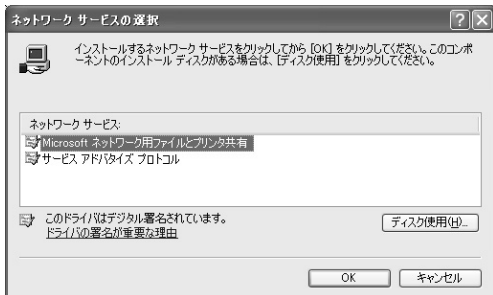 ネットワーク サービスの選択
インストールするネットワーク サービスをクリックしてから [OK] をクリックしてください。このコンポ
ーネントのインストール ディスクがある場合は、[ディスク使用] をクリックしてください。
ネットワーク サービス:
Microsoft ネットワーク用ファイルとプリンタ共有
サービス アドバタイズ プロトコル
このドライバはデジタル署名されています。
ドライバの署名が重要な理由
ディスク使用(H)...
OK
キャンセル